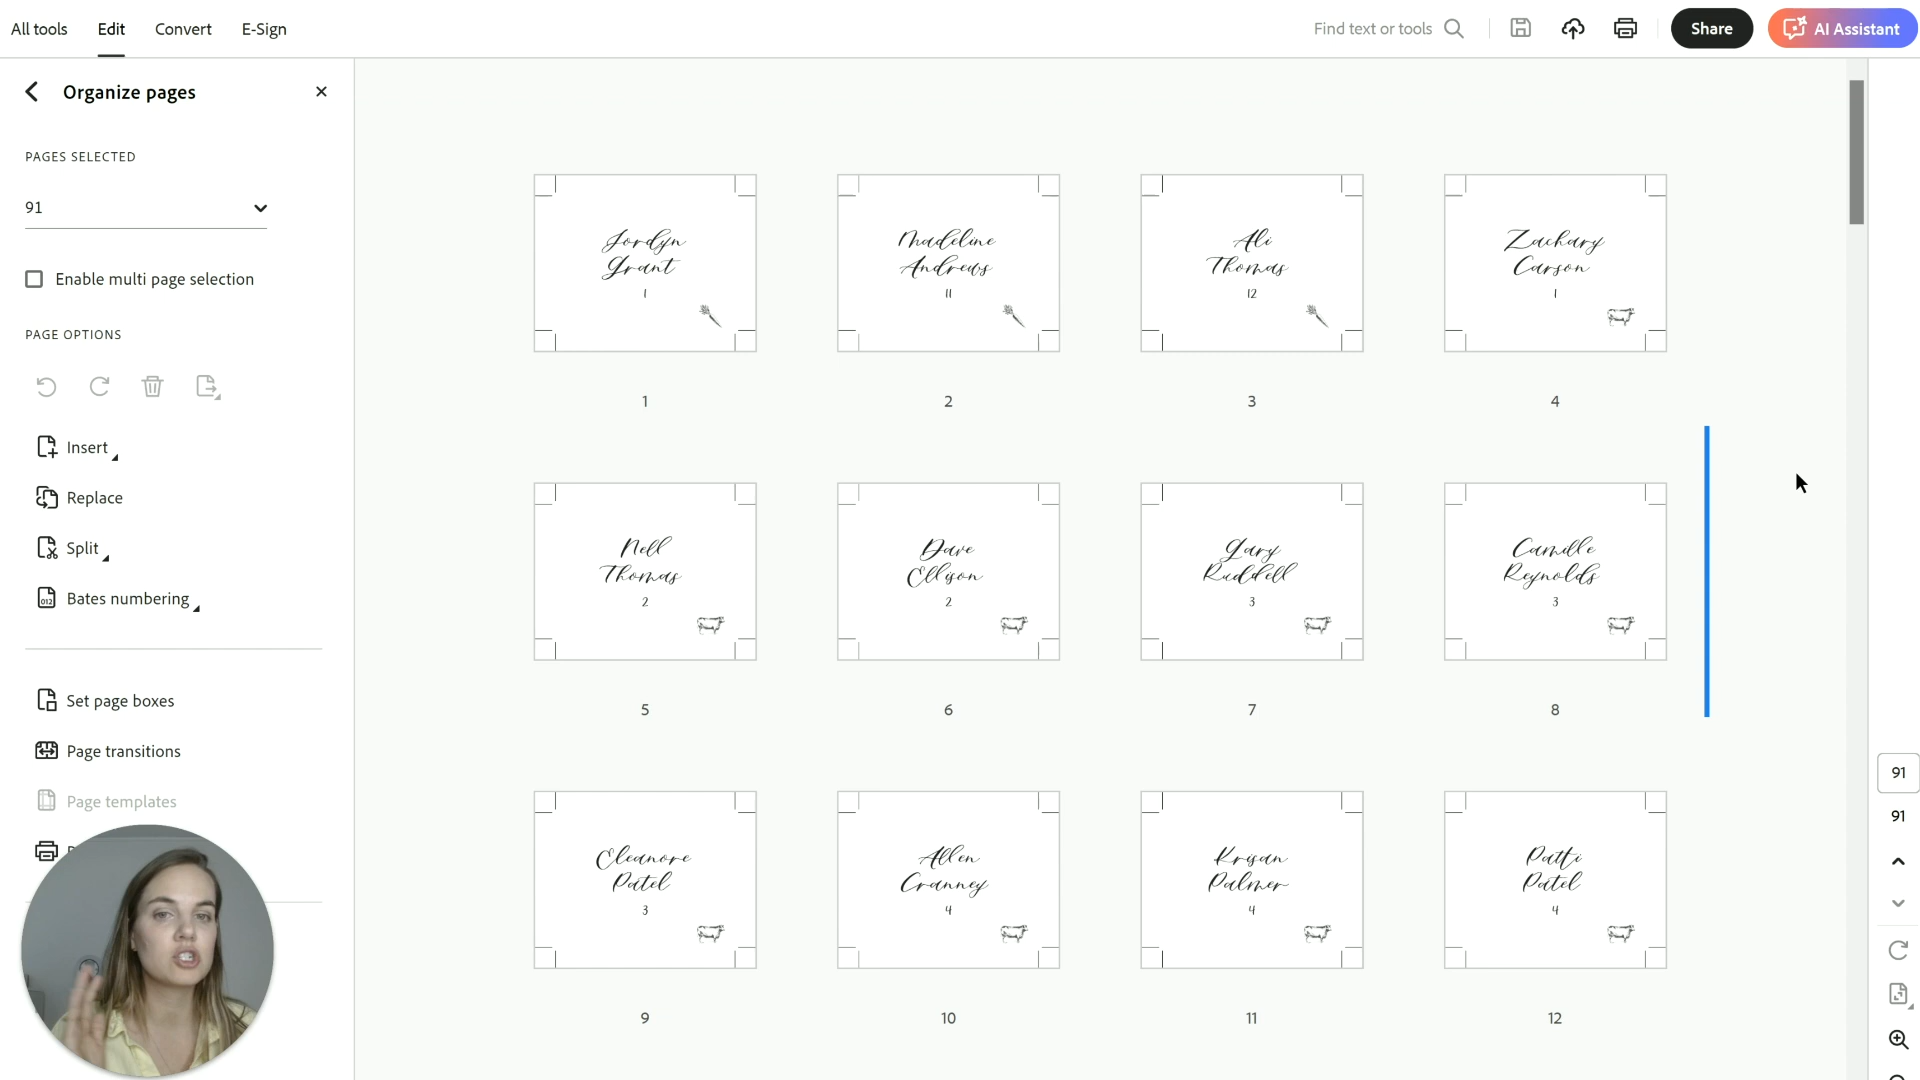 All tools
Edit
Convert
E-Sign
Find text or tools
Share
AI Assistant
Organize pages
PAGES SELECTED
91
Enable multi page selection
PAGE OPTIONS
Insert
Replace
Split
012
Bates numbering
Set page boxes
Page transitions
Page templates
Jordyn
Grant
1
1
Madeline
Andrews
11
2
Ali
Thomas
12
3
Zachary
Carson
1
4
Nell
Thomas
2
5
Dave
Ellison
2
6
Gary
Ruddell
3
7
Camille
Reynolds
3
8
Eleanore
Patel
3
9
Allen
Cranney
4
10
Krisan
Palmer
4
11
Patti
Patel
4
12
91
91